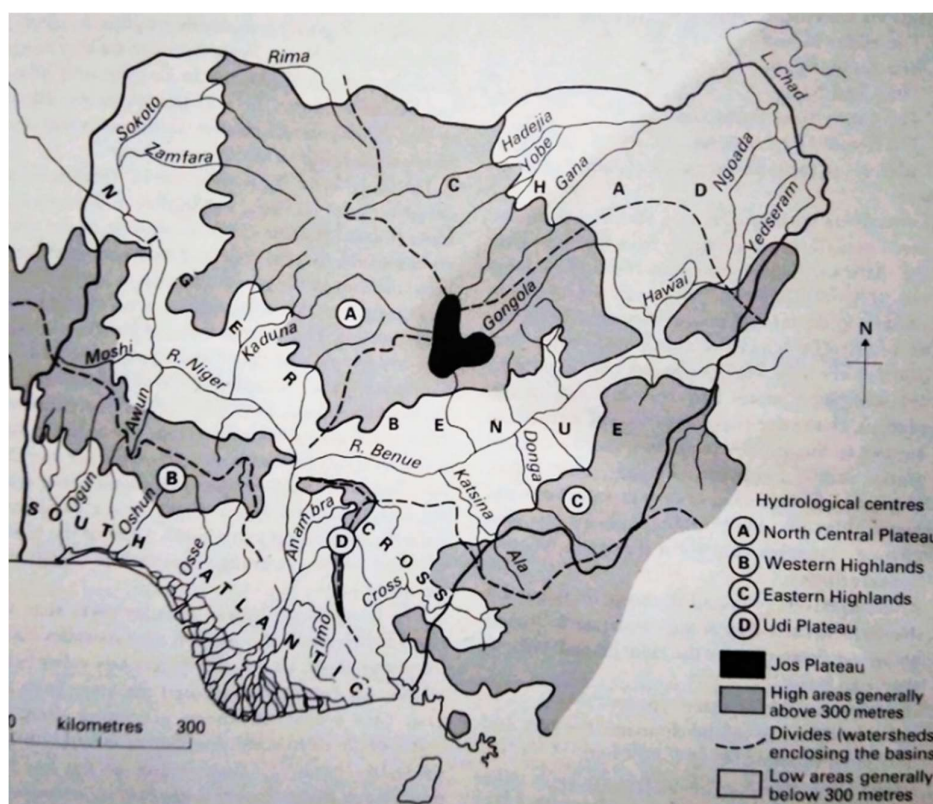 Rima
L. Chad
Sokoto
Zamfara
Hadejia
Yobe
Gana
Ngoada
Yedseram
C H A D
N I G E R
Hawai
Gongola
A
Kaduna
N
Moshi
R. Niger
Awun
B E N U E
R. Benue
Donga
Katsina
B
C
Ogun
Oshun
Osse
Anambra
D
Ala
CROSS
Cross
Imo
SOUTH
ATLANTIC
kilometres 300
Hydrological centres
A North Central Plateau
B Western Highlands
C Eastern Highlands
D Udi Plateau
Jos Plateau
High areas generally
above 300 metres
Divides (watersheds
enclosing the basins
Low areas generally
below 300 metres